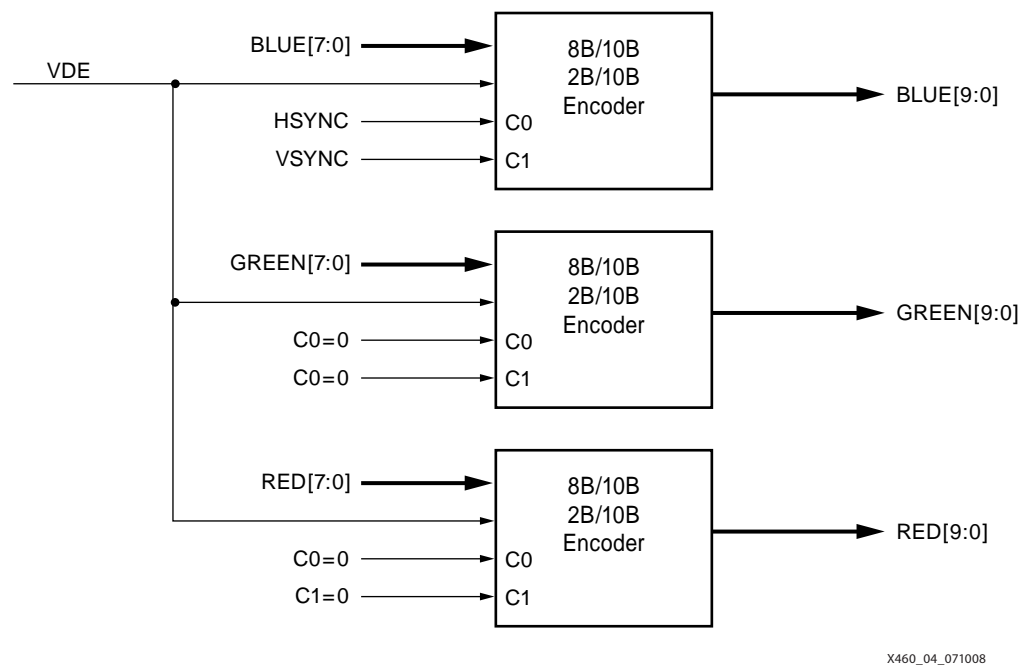 BLUE[7:0]
VDE
HSYNC
VSYNC
8B/10B
2B/10B
Encoder
C0
C1
BLUE[9:0]
GREEN[7:0]
C0=0
C0=0
8B/10B
2B/10B
Encoder
C0
C1
GREEN[9:0]
RED[7:0]
C0=0
C1=0
8B/10B
2B/10B
Encoder
C0
C1
RED[9:0]
X460_04_071008